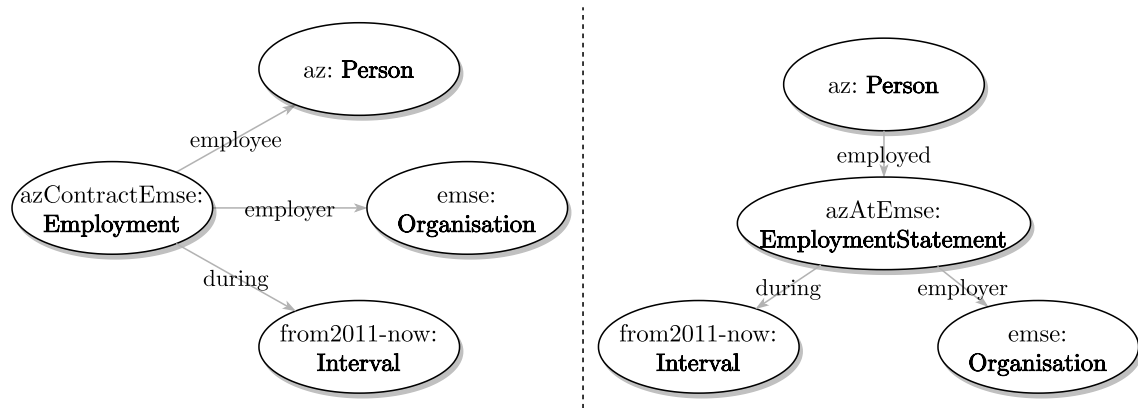 az: Person
employee
azContractEmse:
Employment
employer
emse:
Organisation
during
from2011-now:
Interval
az: Person
employed
azAtEmse:
EmploymentStatement
during
employer
from2011-now:
Interval
emse:
Organisation